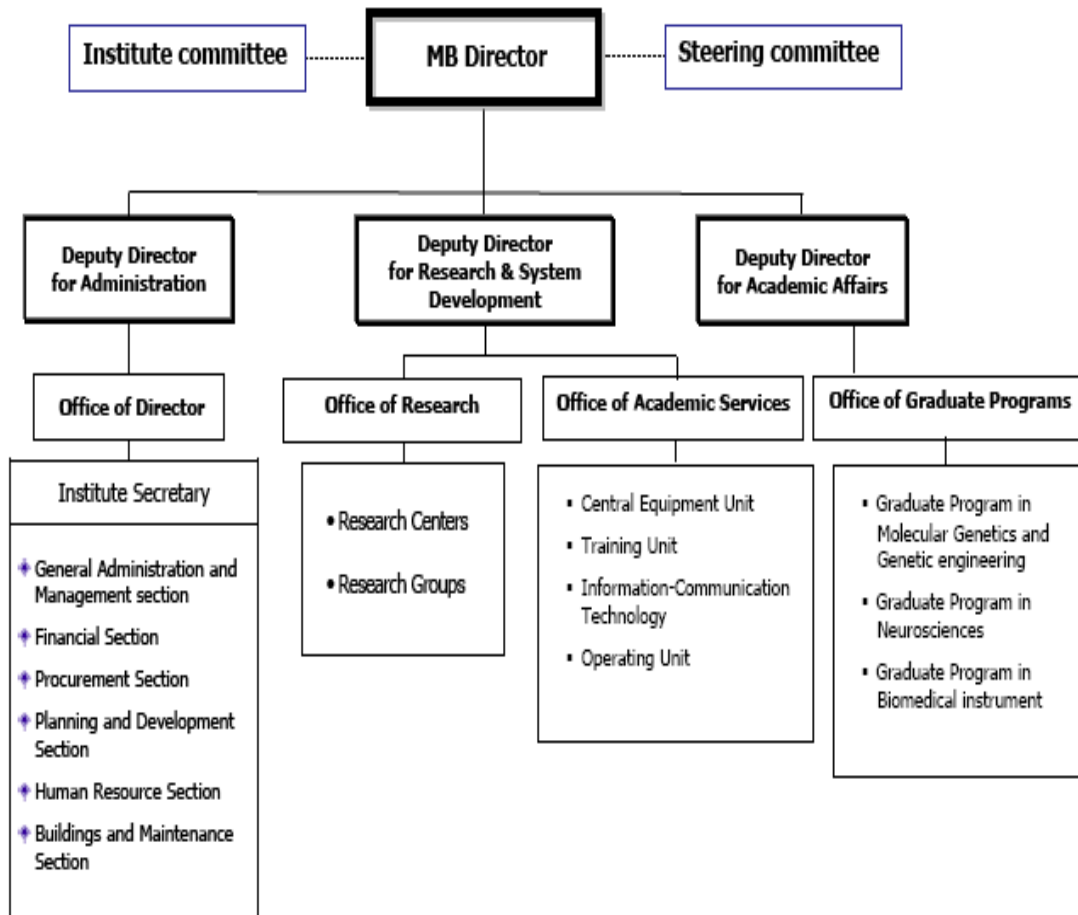 Institute committee
MB Director
Steering committee
Deputy Director
for Administration
Deputy Director
for Research & System
Development
Deputy Director
for Academic Affairs
Office of Director
Office of Research
Office of Academic Services
Office of Graduate Programs
Institute Secretary
General Administration and
Management section
Financial Section
Procurement Section
Planning and Development
Section
Human Resource Section
Buildings and Maintenance
Section
• Research Centers
• Research Groups
▪ Central Equipment Unit
▪ Training Unit
▪ Information-Communication
Technology
▪ Operating Unit
▪ Graduate Program in
Molecular Genetics and
Genetic engineering
▪ Graduate Program in
Neurosciences
▪ Graduate Program in
Biomedical instrument